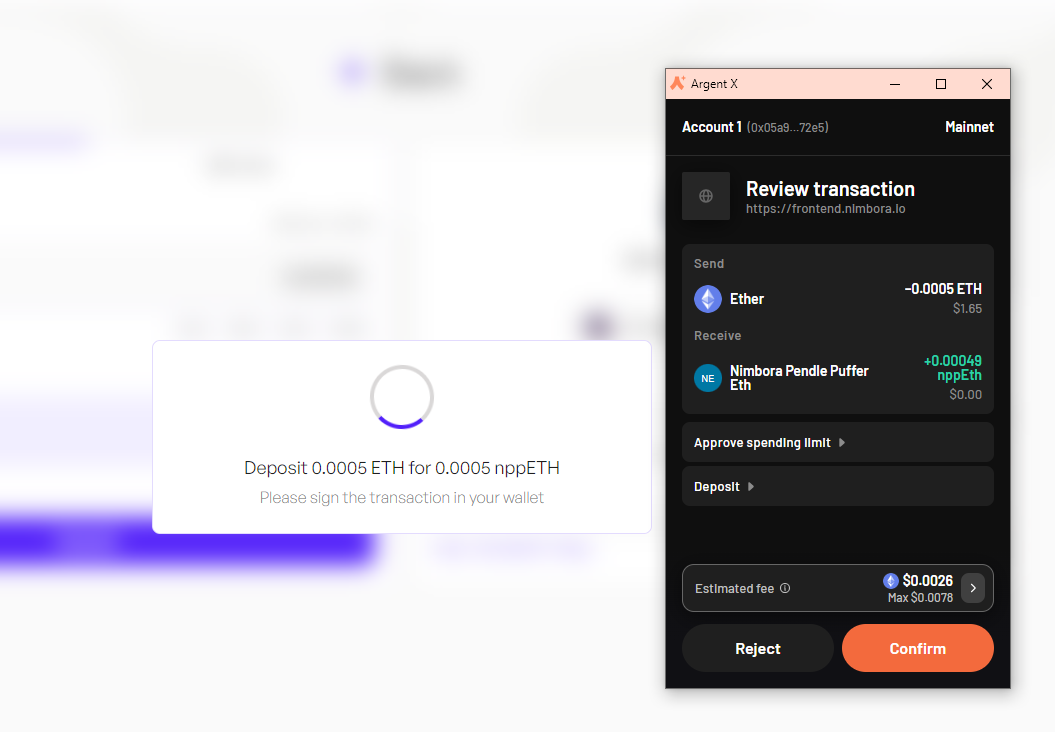 Argent X
Account 1 (0x05a9...72e5)
Mainnet
Review transaction
https://frontend.nimbora.io
Send
Ether
−0.0005 ETH
$1.65
Receive
NE
Nimbora Pendle Puffer
Eth
+0.00049
nppEth
$0.00
Approve spending limit
Deposit
Estimated fee
$0.0026
Max $0.0078
Reject
Confirm
Deposit 0.0005 ETH for 0.0005 nppETH
Please sign the transaction in your wallet